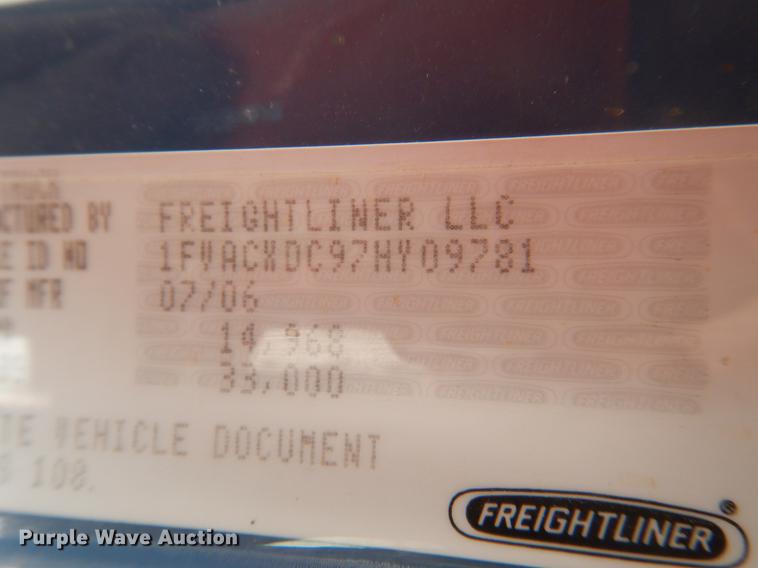 CTURED BY FREIGHTLINER LLC
E ID NO 1FVACXDC97HY09781
F MFR 07/06
14,968
33,000
TE VEHICLE DOCUMENT
108.
FREIGHTLINER
Purple Wave Auction